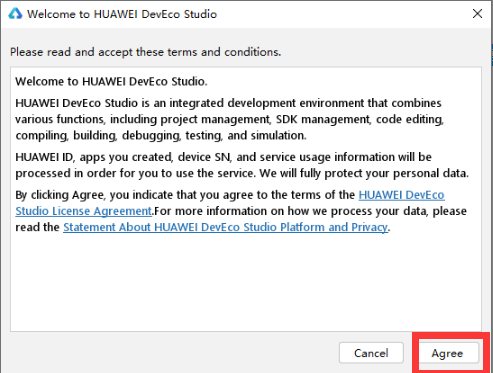 Welcome to HUAWEI DevEco Studio
Please read and accept these terms and conditions.
Welcome to HUAWEI DevEco Studio.
HUAWEI DevEco Studio is an integrated development environment that combines
various functions, including project management, SDK management, code editing,
compiling, building, debugging, testing, and simulation.
HUAWEI ID, apps you created, device SN, and service usage information will be
processed in order for you to use the service. We will fully protect your personal data.
By clicking Agree, you indicate that you agree to the terms of the HUAWEI DevEco
Studio License Agreement.For more information on how we process your data, please
read the Statement About HUAWEI DevEco Studio Platform and Privacy.
Cancel
Agree